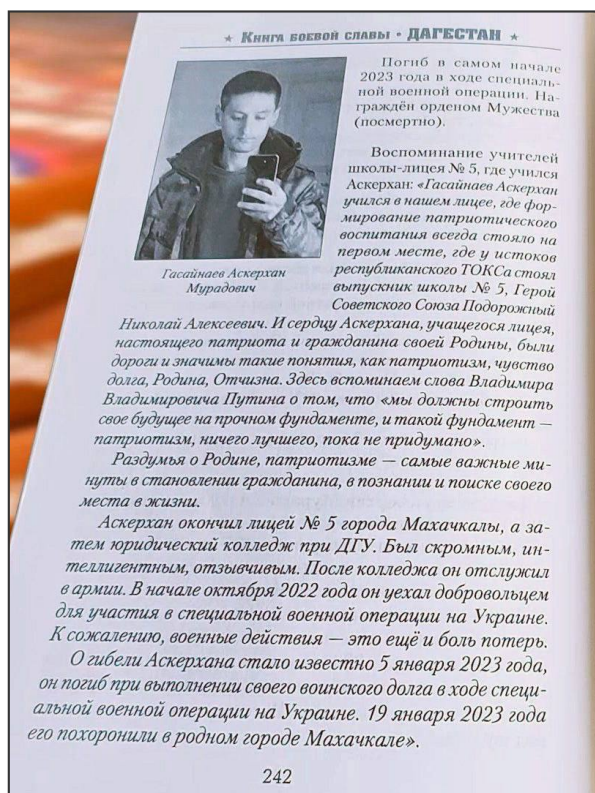 ★ КНИГА БОЕВОЙ СЛАВЫ • ДАГЕСТАН ★
Погиб в самом начале
2023 года в ходе специаль-
ной военной операции. На-
граждён орденом Мужества
(посмертно).
Воспоминание учителей
школы-лицея № 5, где учился
Аскерхан: «Гасайнаев Аскерхан
учился в нашем лицее, где фор-
мирование патриотического
воспитания всегда стояло на
первом месте, где у истоков
республиканского ТОКСа стоял
выпускник школы № 5, Герой
Советского Союза Подорожный
Гасайнаев Аскерхан
Мурадович
Николай Алексеевич. И сердцу Аскерхана, учащегося лицея,
настоящего патриота и гражданина своей Родины, были
дороги и значимы такие понятия, как патриотизм, чувство
долга, Родина, Отчизна. Здесь вспоминаем слова Владимира
Владимировича Путина о том, что «мы должны строить
свое будущее на прочном фундаменте, и такой фундамент —
патриотизм, ничего лучшего, пока не придумано».
Раздумья о Родине, патриотизме — самые важные ми-
нуты в становлении гражданина, в познании и поиске своего
места в жизни.
Аскерхан окончил лицей № 5 города Махачкалы, а за-
тем юридический колледж при ДГУ. Был скромным, ин-
теллигентным, отзывчивым. После колледжа он отслужил
в армии. В начале октября 2022 года он уехал добровольцем
для участия в специальной военной операции на Украине.
К сожалению, военные действия — это ещё и боль потерь.
О гибели Аскерхана стало известно 5 января 2023 года,
он погиб при выполнении своего воинского долга в ходе специ-
альной военной операции на Украине. 19 января 2023 года
его похоронили в родном городе Махачкале».
242